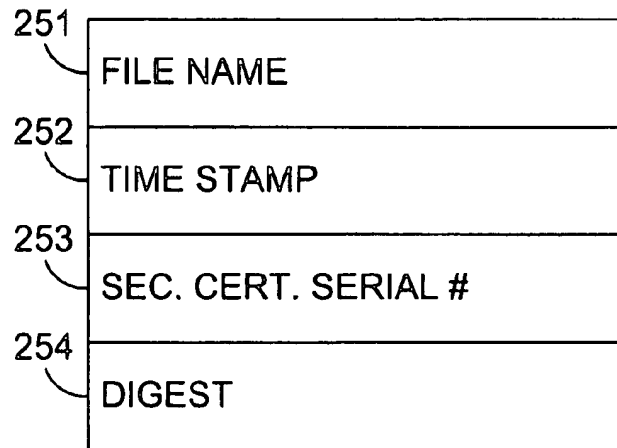 251
FILE NAME
252
TIME STAMP
253
SEC. CERT. SERIAL #
254
DIGEST